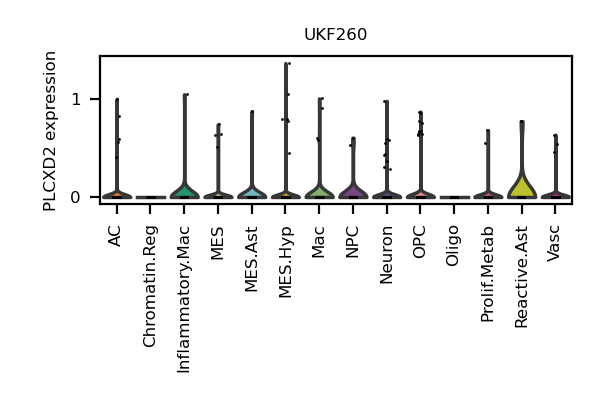 UKF260
PLCXD2 expression
1
0
AC
Chromatin.Reg
Inflammatory.Mac
MES
MES.Ast
MES.Hyp
Mac
NPC
Neuron
OPC
Oligo
Prolif.Metab
Reactive.Ast
Vasc